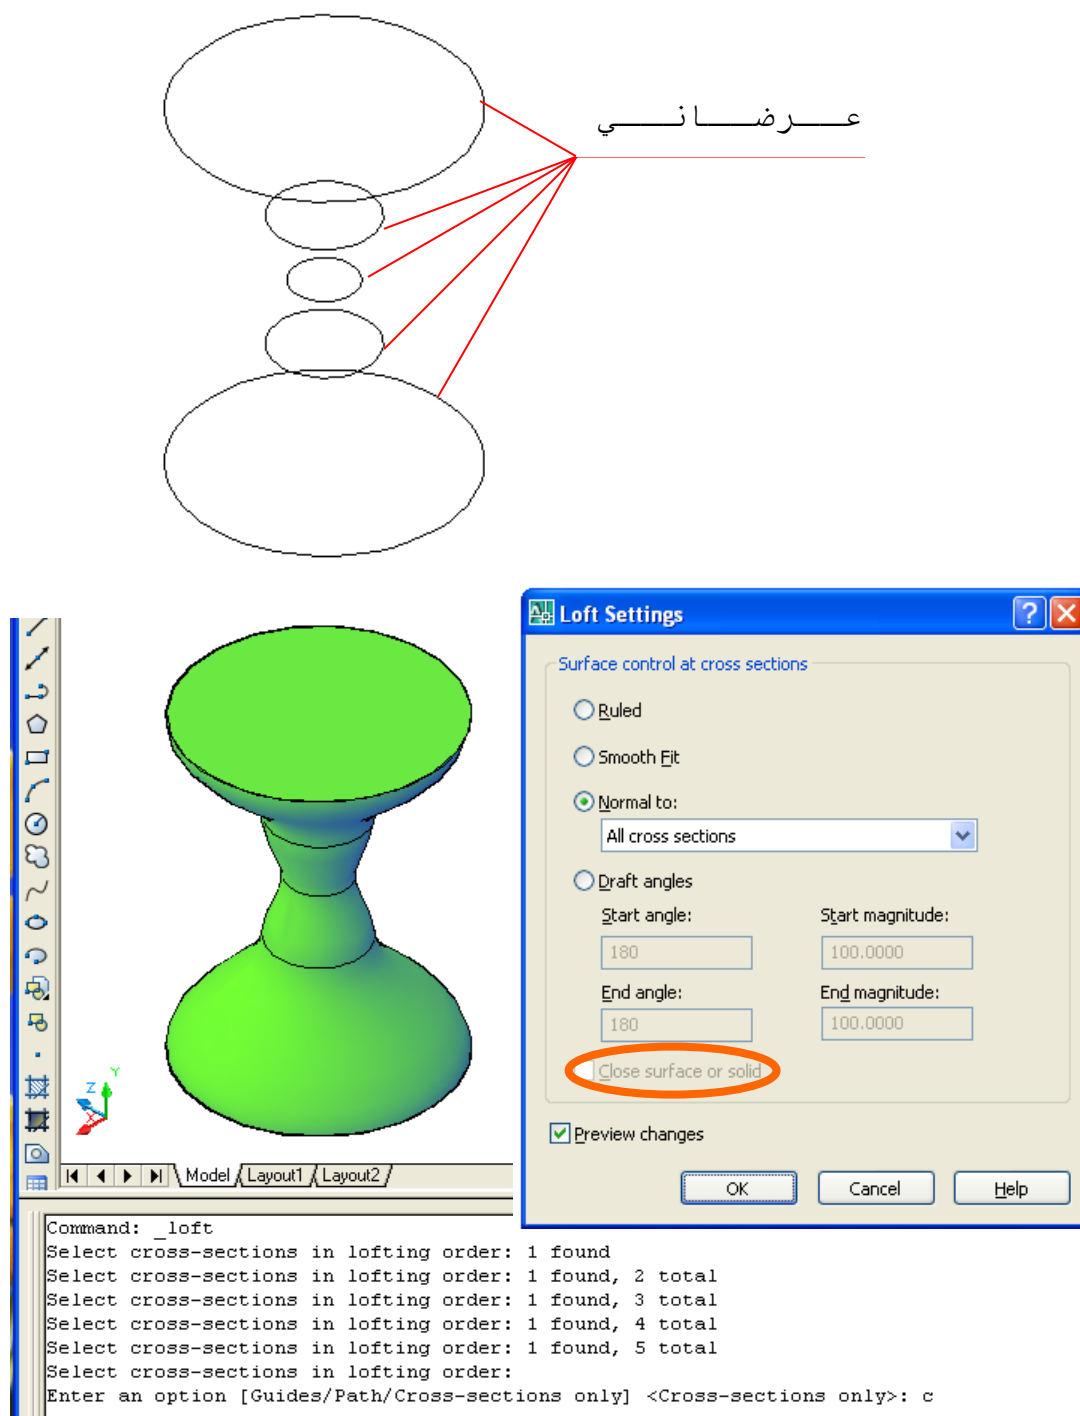 عرضاني
Loft Settings
Surface control at cross sections
Ruled
Smooth Fit
Normal to:
All cross sections
Draft angles
Start angle: Start magnitude:
180 100.0000
End angle: End magnitude:
180 100.0000
Close surface or solid
Preview changes
OK Cancel Help
Z Y X
Model Layout1 Layout2
Command: _loft
Select cross-sections in lofting order: 1 found
Select cross-sections in lofting order: 1 found, 2 total
Select cross-sections in lofting order: 1 found, 3 total
Select cross-sections in lofting order: 1 found, 4 total
Select cross-sections in lofting order: 1 found, 5 total
Select cross-sections in lofting order:
Enter an option [Guides/Path/Cross-sections only] <Cross-sections only>: c